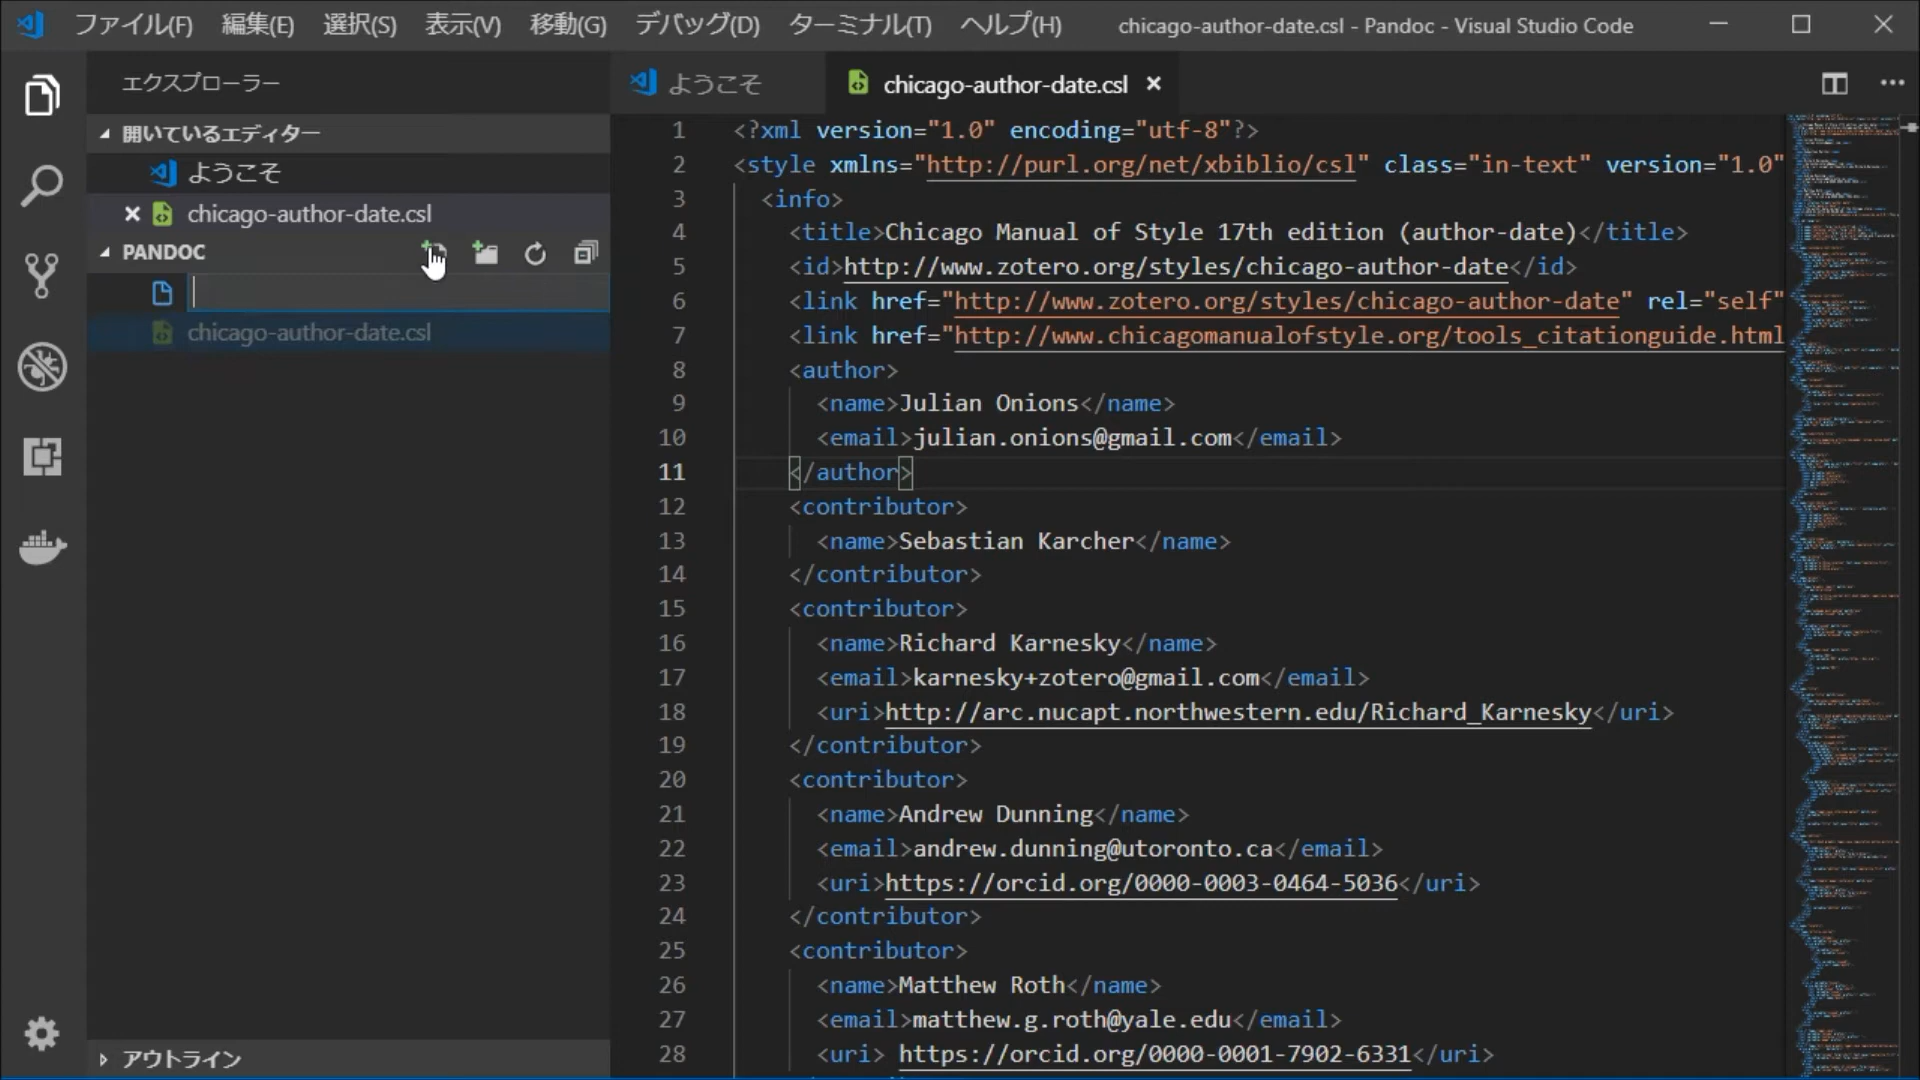 ファイル(F) 編集(E) 選択(S) 表示(V) 移動(G) デバッグ(D) ターミナル(T) ヘルプ(H) chicago-author-date.csl - Pandoc - Visual Studio Code
エクスプローラー
開いているエディター
ようこそ
chicago-author-date.csl
PANDOC
chicago-author-date.csl
アウトライン
ようこそ chicago-author-date.csl
1 <?xml version="1.0" encoding="utf-8"?>
2 <style xmlns="http://purl.org/net/xbiblio/csl" class="in-text" version="1.0"
3 <info>
4 <title>Chicago Manual of Style 17th edition (author-date)</title>
5 <id>http://www.zotero.org/styles/chicago-author-date</id>
6 <link href="http://www.zotero.org/styles/chicago-author-date" rel="self"
7 <link href="http://www.chicagomanualofstyle.org/tools_citationguide.html
8 <author>
9 <name>Julian Onions</name>
10 <email>julian.onions@gmail.com</email>
11 </author>
12 <contributor>
13 <name>Sebastian Karcher</name>
14 </contributor>
15 <contributor>
16 <name>Richard Karnesky</name>
17 <email>karnesky+zotero@gmail.com</email>
18 <uri>http://arc.nucapt.northwestern.edu/Richard_Karnesky</uri>
19 </contributor>
20 <contributor>
21 <name>Andrew Dunning</name>
22 <email>andrew.dunning@utoronto.ca</email>
23 <uri>https://orcid.org/0000-0003-0464-5036</uri>
24 </contributor>
25 <contributor>
26 <name>Matthew Roth</name>
27 <email>matthew.g.roth@yale.edu</email>
28 <uri> https://orcid.org/0000-0001-7902-6331</uri>